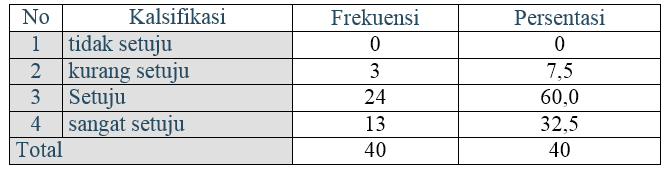 No Kalsifikasi Frekuensi Persentasi
1 tidak setuju 0 0
2 kurang setuju 3 7,5
3 Setuju 24 60,0
4 sangat setuju 13 32,5
Total 40 40